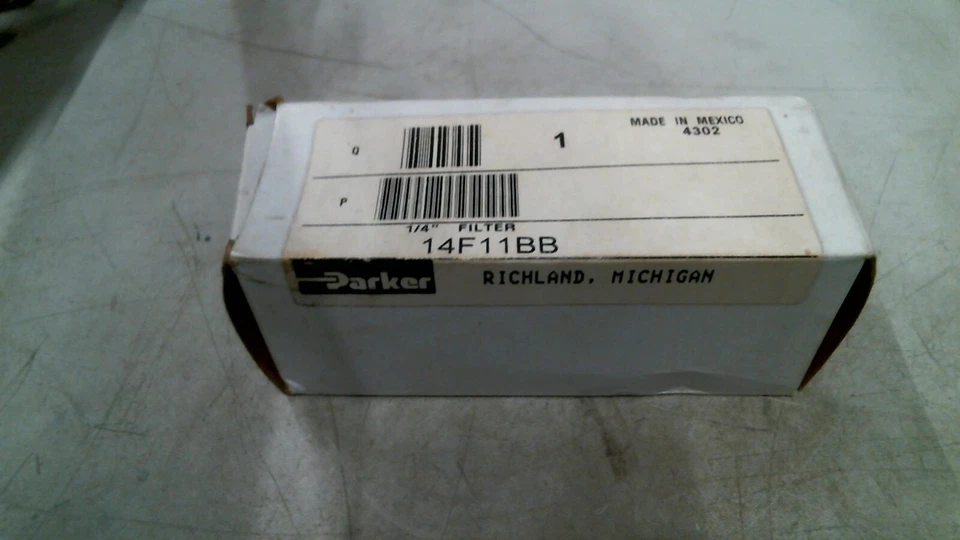 Q 1 MADE IN MEXICO
4302
P
1/4" FILTER
14F11BB
Parker RICHLAND, MICHIGAN